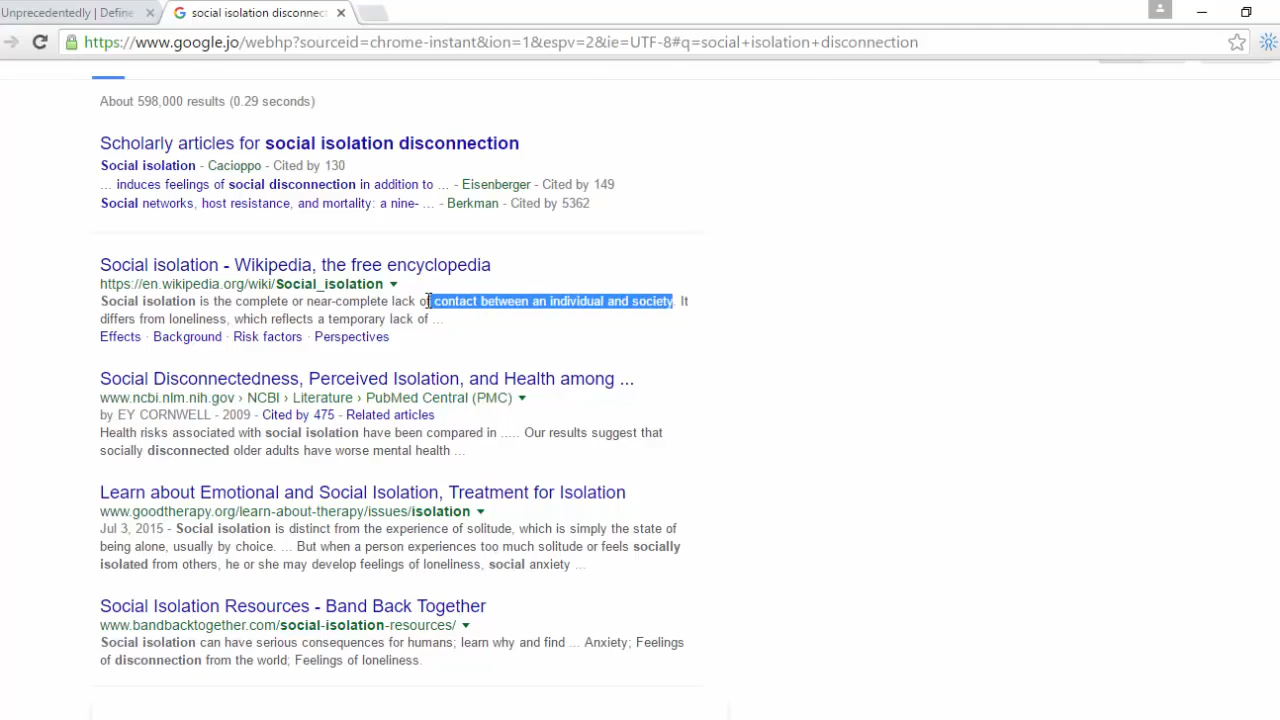 Unprecedentedly | Define
social isolation disconnec
https://www.google.jo/webhp?sourceid=chrome-instant&ion=1&espv=2&ie=UTF-8#q=social+isolation+disconnection
About 598,000 results (0.29 seconds)
Scholarly articles for social isolation disconnection
Social isolation - Cacioppo - Cited by 130
... induces feelings of social disconnection in addition to ... - Eisenberger - Cited by 149
Social networks, host resistance, and mortality: a nine- ... - Berkman - Cited by 5362
Social isolation - Wikipedia, the free encyclopedia
https://en.wikipedia.org/wiki/Social_isolation
Social isolation is the complete or near-complete lack of contact between an individual and society. It
differs from loneliness, which reflects a temporary lack of ...
Effects · Background · Risk factors · Perspectives
Social Disconnectedness, Perceived Isolation, and Health among ...
www.ncbi.nlm.nih.gov › NCBI › Literature › PubMed Central (PMC)
by EY CORNWELL - 2009 - Cited by 475 - Related articles
Health risks associated with social isolation have been compared in ..... Our results suggest that
socially disconnected older adults have worse mental health ...
Learn about Emotional and Social Isolation, Treatment for Isolation
www.goodtherapy.org/learn-about-therapy/issues/isolation
Jul 3, 2015 - Social isolation is distinct from the experience of solitude, which is simply the state of
being alone, usually by choice. ... But when a person experiences too much solitude or feels socially
isolated from others, he or she may develop feelings of loneliness, social anxiety ...
Social Isolation Resources - Band Back Together
www.bandbacktogether.com/social-isolation-resources/
Social isolation can have serious consequences for humans; learn why and find ... Anxiety; Feelings
of disconnection from the world; Feelings of loneliness.